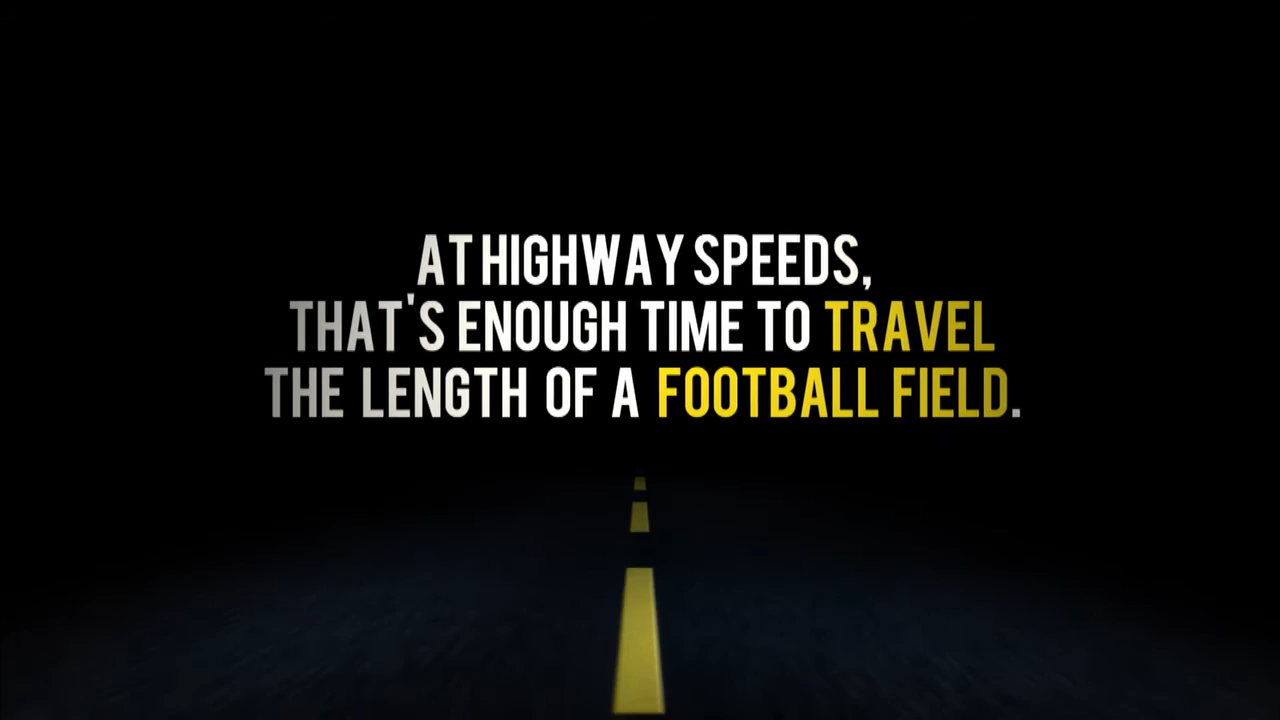 AT HIGHWAY SPEEDS,
THAT'S ENOUGH TIME TO TRAVEL
THE LENGTH OF A FOOTBALL FIELD.